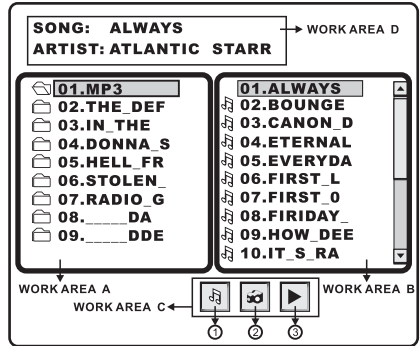 SONG: ALWAYS
ARTIST: ATLANTIC STARR
WORK AREA D
01.MP3
02.THE_DEF
03.IN_THE
04.DONNA_S
05.HELL_FR
06.STOLEN_
07.RADIO_G
08._____DA
09._____DDE
01.ALWAYS
02.BOUNGE
03.CANON_D
04.ETERNAL
05.EVERYDA
06.FIRST_L
07.FIRST_0
08.FIRIDAY_
09.HOW_DEE
10.IT_S_RA
WORK AREA A
WORK AREA B
WORK AREA C
1 2 3